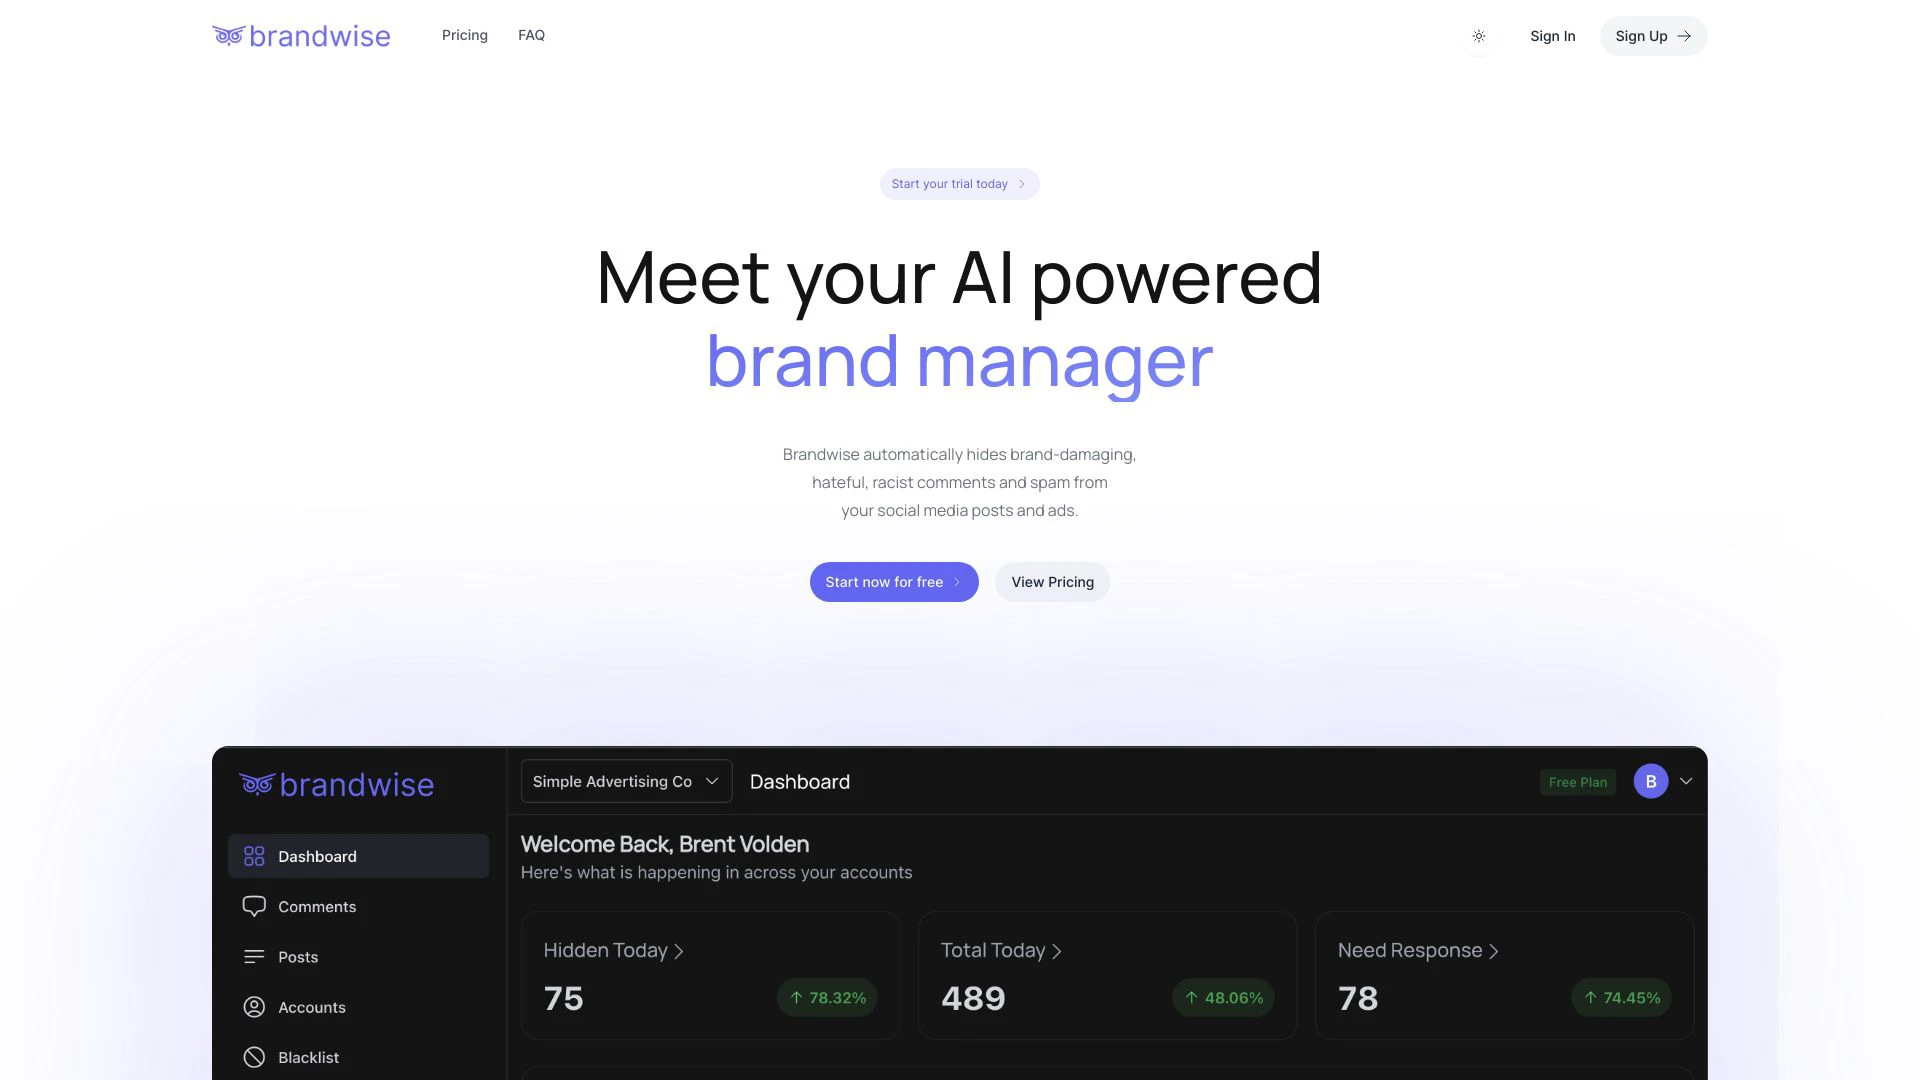 brandwise
Pricing
FAQ
Sign In
Sign Up
Start your trial today
Meet your AI powered
brand manager
Brandwise automatically hides brand-damaging,
hateful, racist comments and spam from
your social media posts and ads.
Start now for free
View Pricing
brandwise
Simple Advertising Co
Dashboard
Free Plan
B
Dashboard
Comments
Posts
Accounts
Blacklist
Welcome Back, Brent Volden
Here's what is happening in across your accounts
Hidden Today
75
78.32%
Total Today
489
48.06%
Need Response
78
74.45%